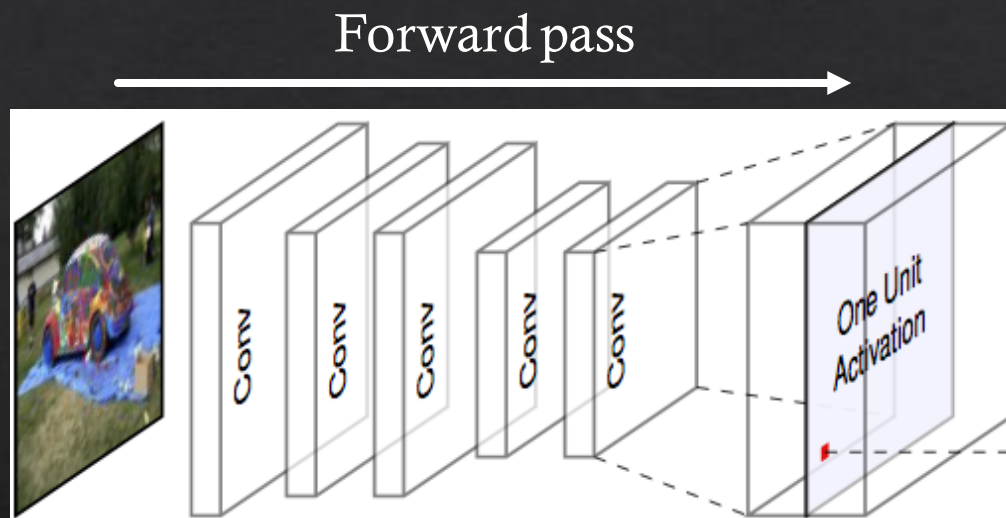 Forward pass
Conv
Conv
Conv
Conv
Conv
One Unit
Activation